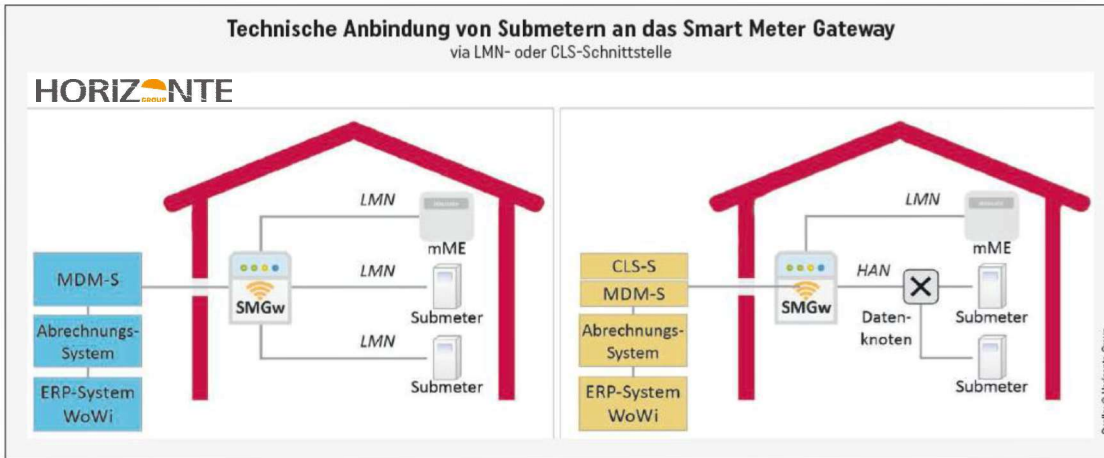 Technische Anbindung von Submetern an das Smart Meter Gateway
via LMN- oder CLS-Schnittstelle
HORIZONTE
GROUP
LMN
mME
MDM-S
SMGw
LMN
Submeter
Abrechnungs-
System
LMN
Submeter
ERP-System
WoWi
LMN
mME
CLS-S
MDM-S
SMGw
HAN
Daten-
knoten
Submeter
Abrechnungs-
System
Submeter
ERP-System
WoWi